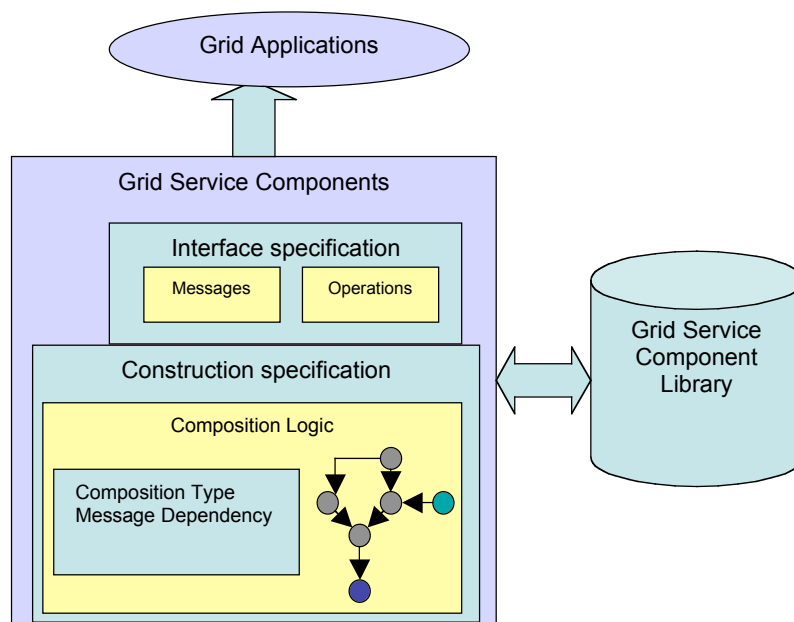 Grid Applications
Grid Service Components
Interface specification
Messages
Operations
Construction specification
Composition Logic
Composition Type
Message Dependency
Grid Service
Component
Library